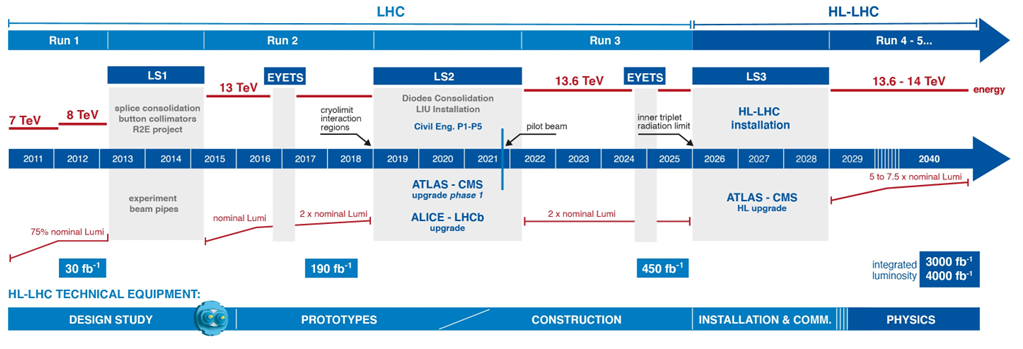 LHC
HL-LHC
Run 1
Run 2
Run 3
Run 4 - 5...
LS1
EYETS
LS2
EYETS
LS3
7 TeV
8 TeV
13 TeV
13.6 TeV
13.6 - 14 TeV
energy
splice consolidation
button collimators
R2E project
cryolimit
interaction
regions
Diodes Consolidation
LIU Installation
Civil Eng. P1-P5
pilot beam
inner triplet
radiation limit
HL-LHC
installation
2011
2012
2013
2014
2015
2016
2017
2018
2019
2020
2021
2022
2023
2024
2025
2026
2027
2028
2029
2040
experiment
beam pipes
ATLAS - CMS
upgrade phase 1
ALICE - LHCb
upgrade
ATLAS - CMS
HL upgrade
75% nominal Lumi
nominal Lumi
2 x nominal Lumi
2 x nominal Lumi
5 to 7.5 x nominal Lumi
30 fb⁻¹
190 fb⁻¹
450 fb⁻¹
integrated
luminosity
3000 fb⁻¹
4000 fb⁻¹
HL-LHC TECHNICAL EQUIPMENT:
DESIGN STUDY
PROTOTYPES
CONSTRUCTION
INSTALLATION & COMM.
PHYSICS